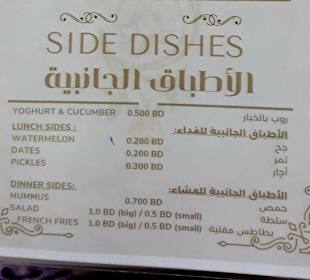 SIDE DISHES
الأطباق الجانبية
YOGHURT & CUCUMBER 0.500 BD روب بالخيار
LUNCH SIDES: الأطباق الجانبية للغداء:
WATERMELON 0.200 BD جح
DATES 0.200 BD تمر
PICKLES 0.300 BD آجار
DINNER SIDES: الأطباق الجانبية للعشاء:
HUMMUS 0.700 BD حمص
SALAD 1.0 BD (big) / 0.5 BD (small) سلطة
FRENCH FRIES 1.0 BD (big) / 0.5 BD (small) بطاطس مقلية